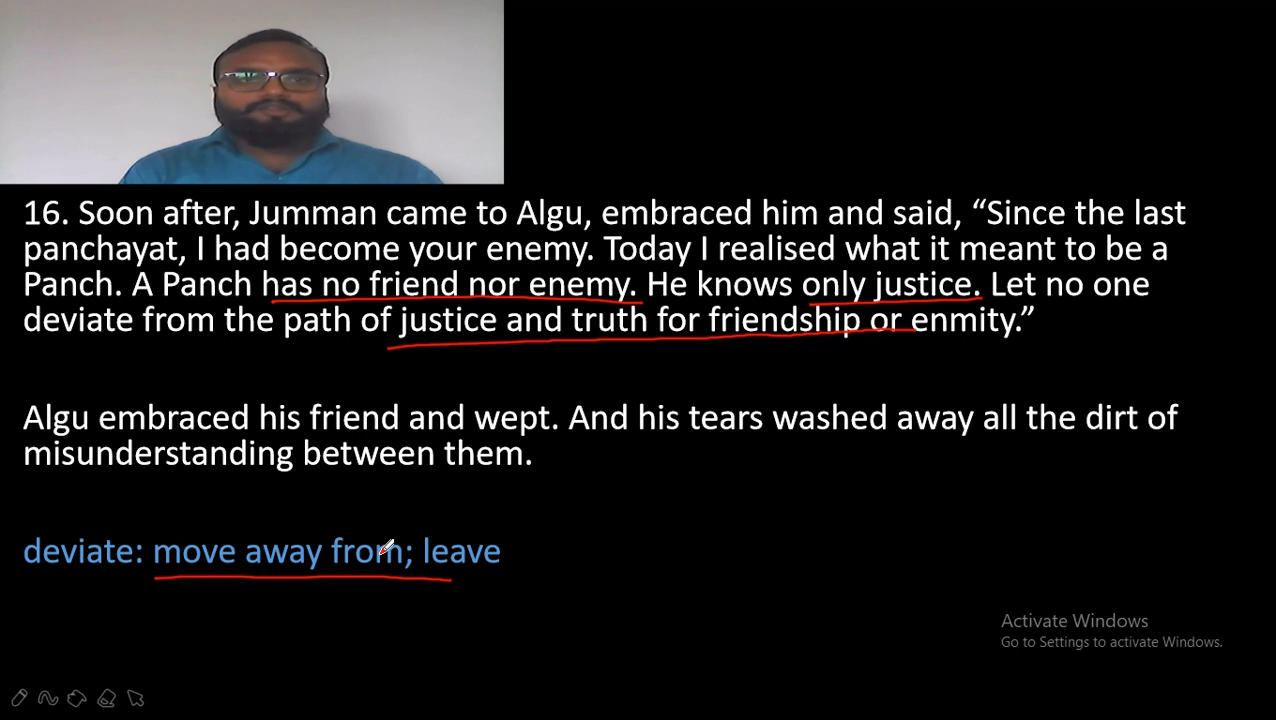 16. Soon after, Jumman came to Algu, embraced him and said, “Since the last
panchayat, I had become your enemy. Today I realised what it meant to be a
Panch. A Panch has no friend nor enemy. He knows only justice. Let no one
deviate from the path of justice and truth for friendship or enmity.”
Algu embraced his friend and wept. And his tears washed away all the dirt of
misunderstanding between them.
deviate: move away from; leave
Activate Windows
Go to Settings to activate Windows.